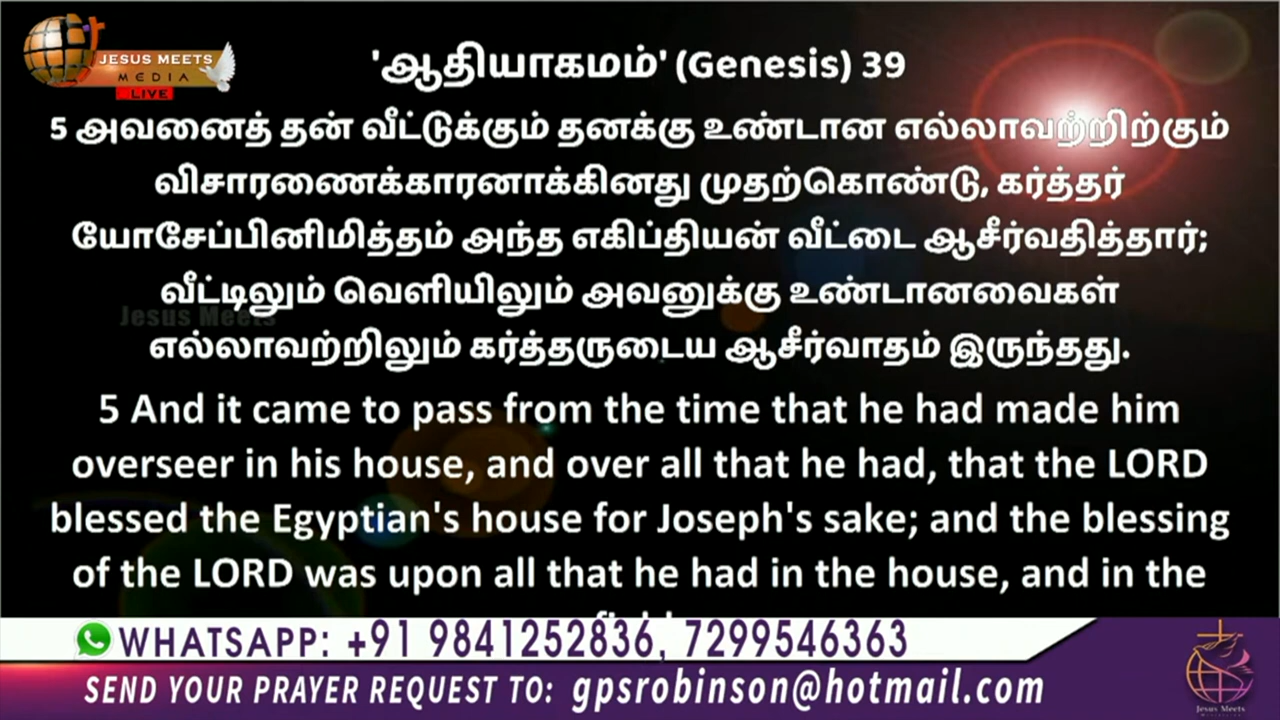 JESUS MEETS
MEDIA
LIVE
'ஆதியாகமம்' (Genesis) 39
5 அவனைத் தன் வீட்டுக்கும் தனக்கு உண்டான எல்லாவற்றிற்கும்
விசாரணைக்காரனாக்கினது முதற்கொண்டு, கர்த்தர்
யோசேப்பினிமித்தம் அந்த எகிப்தியன் வீட்டை ஆசீர்வதித்தார்;
வீட்டிலும் வெளியிலும் அவனுக்கு உண்டானவைகள்
Jesus Meets
எல்லாவற்றிலும் கர்த்தருடைய ஆசீர்வாதம் இருந்தது.
5 And it came to pass from the time that he had made him
overseer in his house, and over all that he had, that the LORD
blessed the Egyptian's house for Joseph's sake; and the blessing
of the LORD was upon all that he had in the house, and in the
WHATSAPP: +91 9841252836, 7299546363
SEND YOUR PRAYER REQUEST TO: gpsrobinson@hotmail.com
Jesus Meets